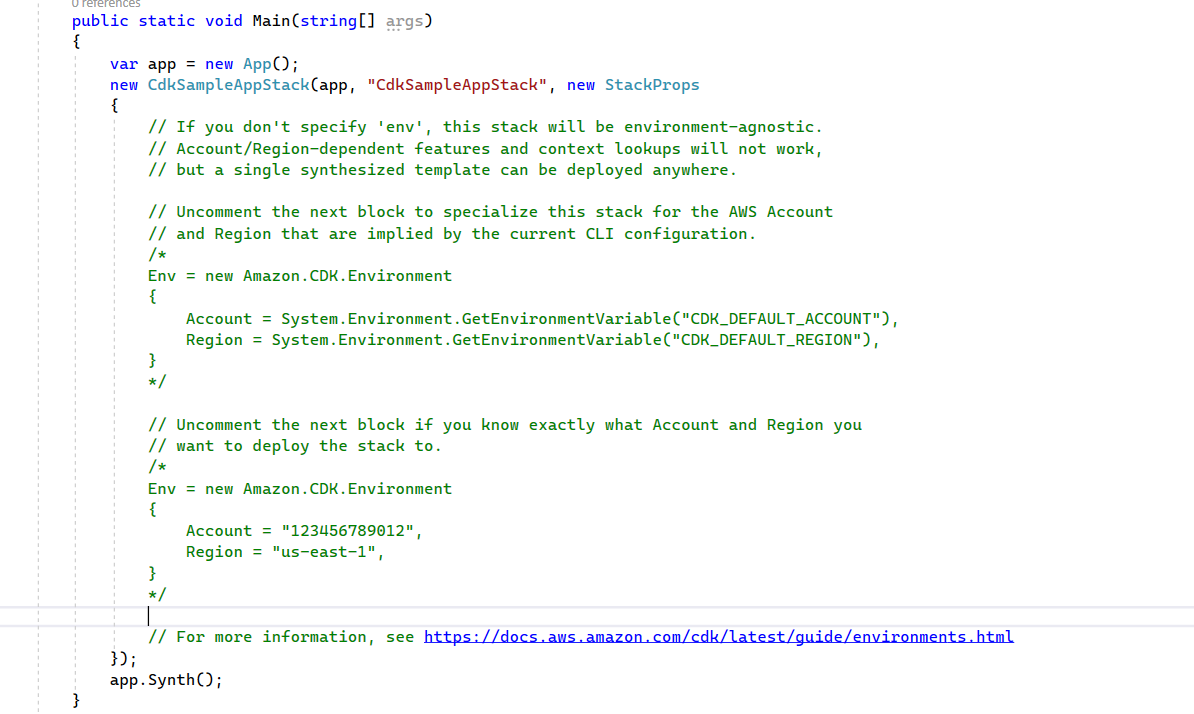 0 references
public static void Main(string[] args)
{
var app = new App();
new CdkSampleAppStack(app, "CdkSampleAppStack", new StackProps
{
// If you don't specify 'env', this stack will be environment-agnostic.
// Account/Region-dependent features and context lookups will not work,
// but a single synthesized template can be deployed anywhere.
// Uncomment the next block to specialize this stack for the AWS Account
// and Region that are implied by the current CLI configuration.
/*
Env = new Amazon.CDK.Environment
{
Account = System.Environment.GetEnvironmentVariable("CDK_DEFAULT_ACCOUNT"),
Region = System.Environment.GetEnvironmentVariable("CDK_DEFAULT_REGION"),
}
*/
// Uncomment the next block if you know exactly what Account and Region you
// want to deploy the stack to.
/*
Env = new Amazon.CDK.Environment
{
Account = "123456789012",
Region = "us-east-1",
}
*/
// For more information, see https://docs.aws.amazon.com/cdk/latest/guide/environments.html
});
app.Synth();
}